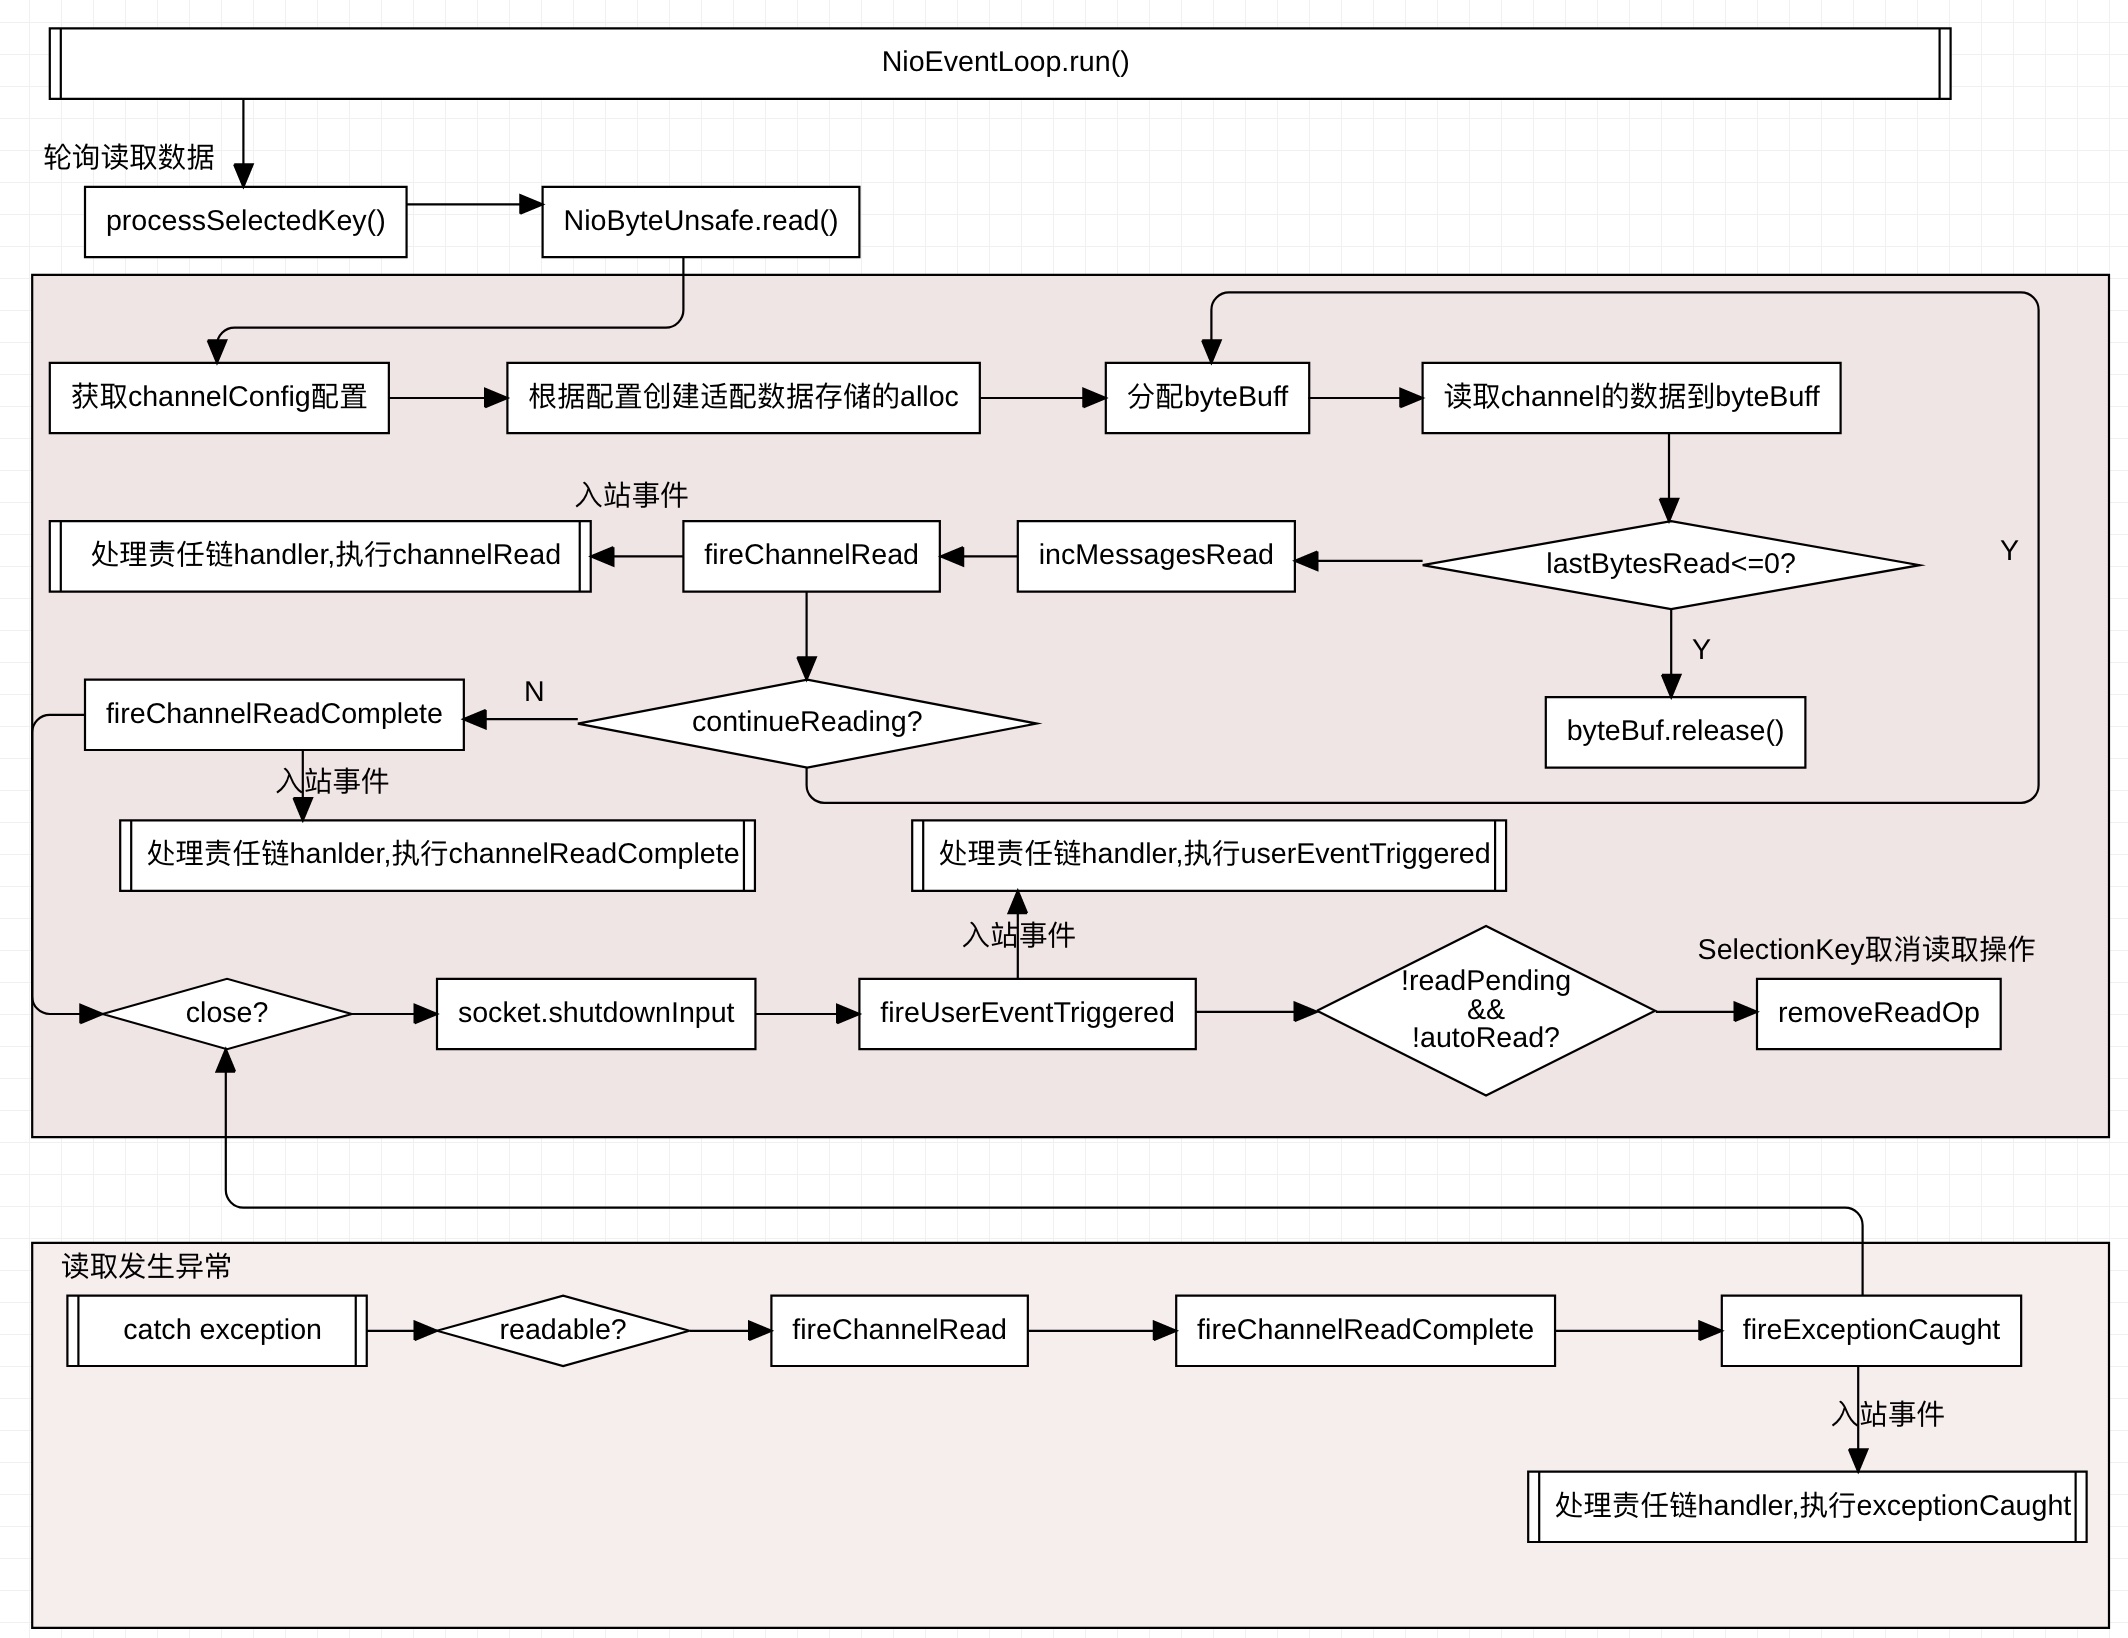 NioEventLoop.run()
轮询读取数据
processSelectedKey()
NioByteUnsafe.read()
获取channelConfig配置
根据配置创建适配数据存储的alloc
分配byteBuff
读取channel的数据到byteBuff
入站事件
处理责任链handler,执行channelRead
fireChannelRead
incMessagesRead
lastBytesRead<=0?
Y
Y
fireChannelReadComplete
N
continueReading?
byteBuf.release()
入站事件
处理责任链hanlder,执行channelReadComplete
处理责任链handler,执行userEventTriggered
入站事件
SelectionKey取消读取操作
close?
socket.shutdownInput
fireUserEventTriggered
!readPending
&&
!autoRead?
removeReadOp
读取发生异常
catch exception
readable?
fireChannelRead
fireChannelReadComplete
fireExceptionCaught
入站事件
处理责任链handler,执行exceptionCaught